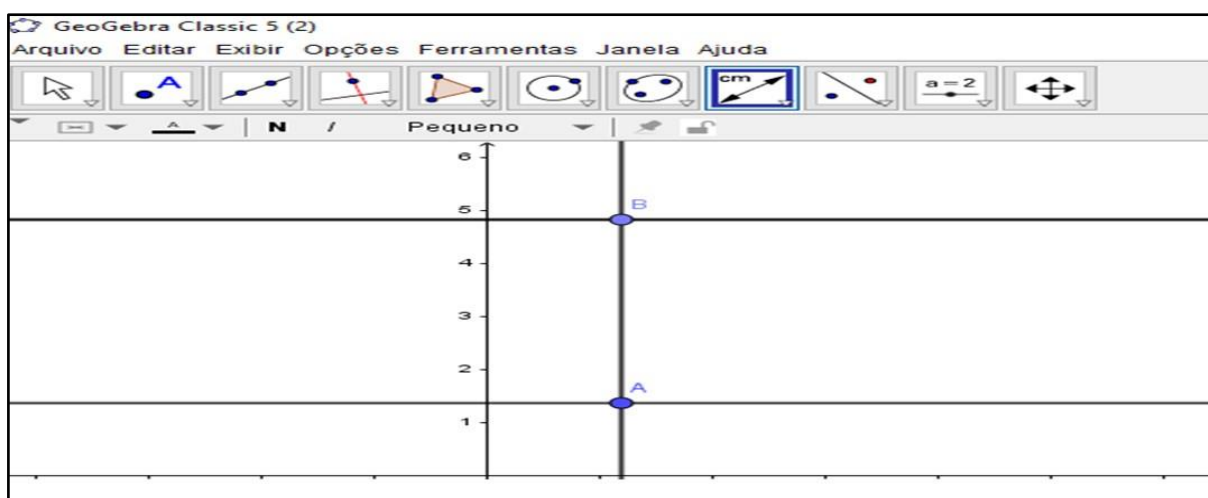 GeoGebra Classic 5 (2)
Arquivo Editar Exibir Opções Ferramentas Janela Ajuda
A cm a = 2
A N I Pequeno
6
B
5
4
3
2
A
1